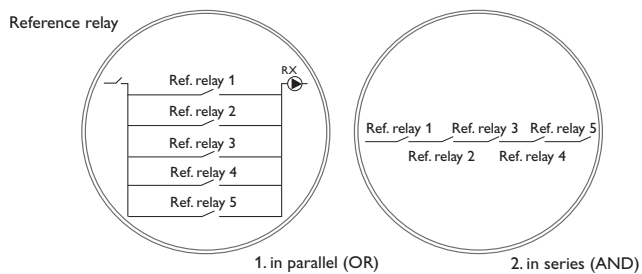 Reference relay
RX
Ref. relay 1
Ref. relay 2
Ref. relay 3
Ref. relay 4
Ref. relay 5
1. in parallel (OR)
Ref. relay 1 Ref. relay 3 Ref. relay 5
Ref. relay 2 Ref. relay 4
2. in series (AND)